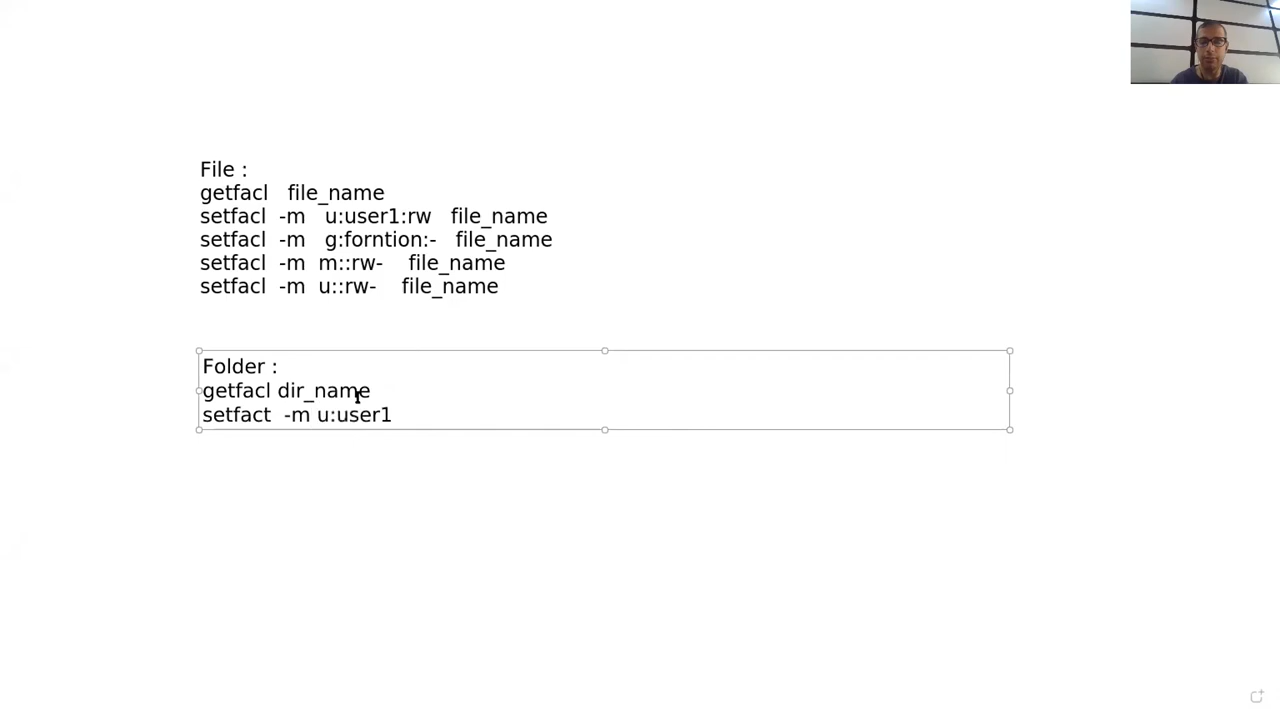 File :
getfacl file_name
setfacl -m u:user1:rw file_name
setfacl -m g:forntion:- file_name
setfacl -m m::rw- file_name
setfacl -m u::rw- file_name
Folder :
getfacl dir_name
setfact -m u:user1